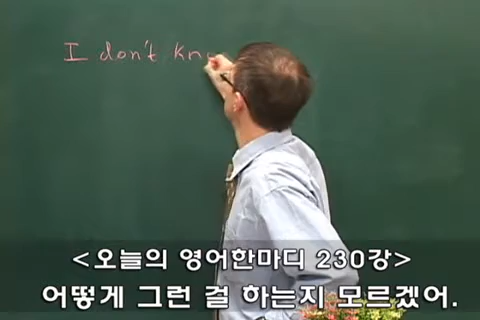 I don't kno
<오늘의 영어한마디 230강>
어떻게 그런 걸 하는지 모르겠어.